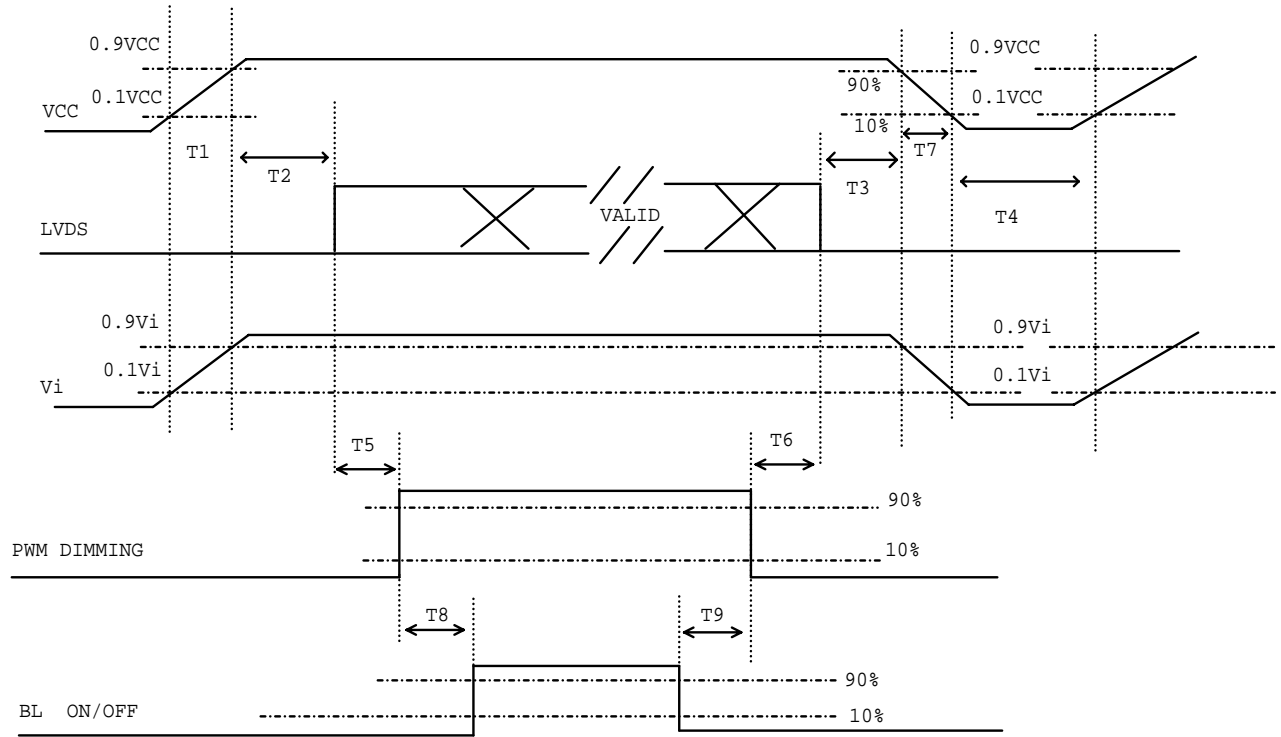 0.9VCC
0.9VCC
90%
0.1VCC
0.1VCC
VCC
10%
T1
T7
T2
T3
VALID
T4
LVDS
0.9Vi
0.9Vi
0.1Vi
0.1Vi
Vi
T5
T6
90%
PWM DIMMING
10%
T8
T9
90%
BL ON/OFF
10%